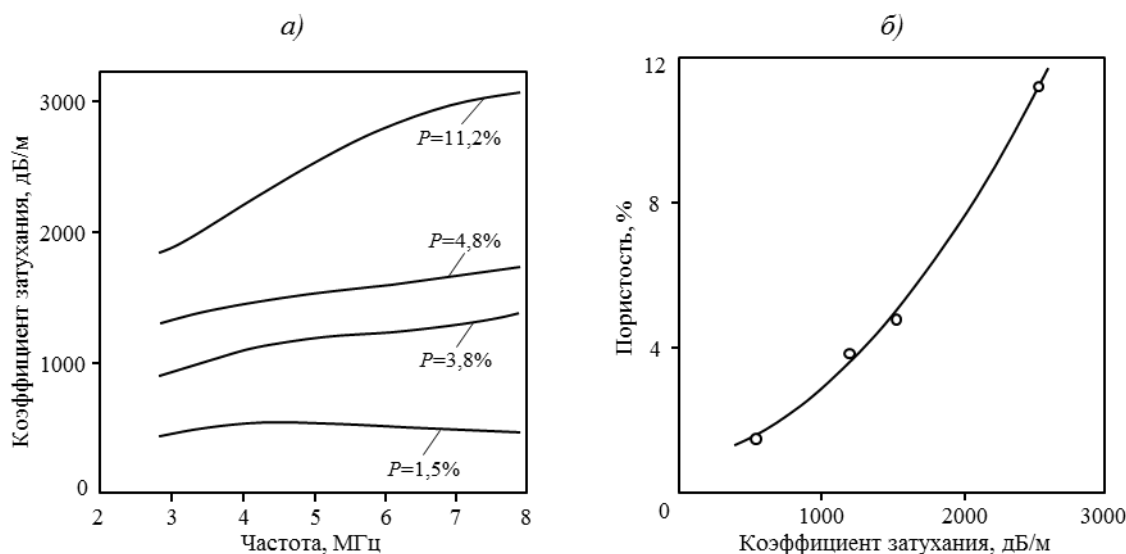 а)
Коэффициент затухания, дБ/м
3000
2000
1000
0
P=11,2%
P=4,8%
P=3,8%
P=1,5%
2 3 4 5 6 7 8
Частота, МГц
б)
Пористость, %
12
8
4
0
1000 2000 3000
Коэффициент затухания, дБ/м